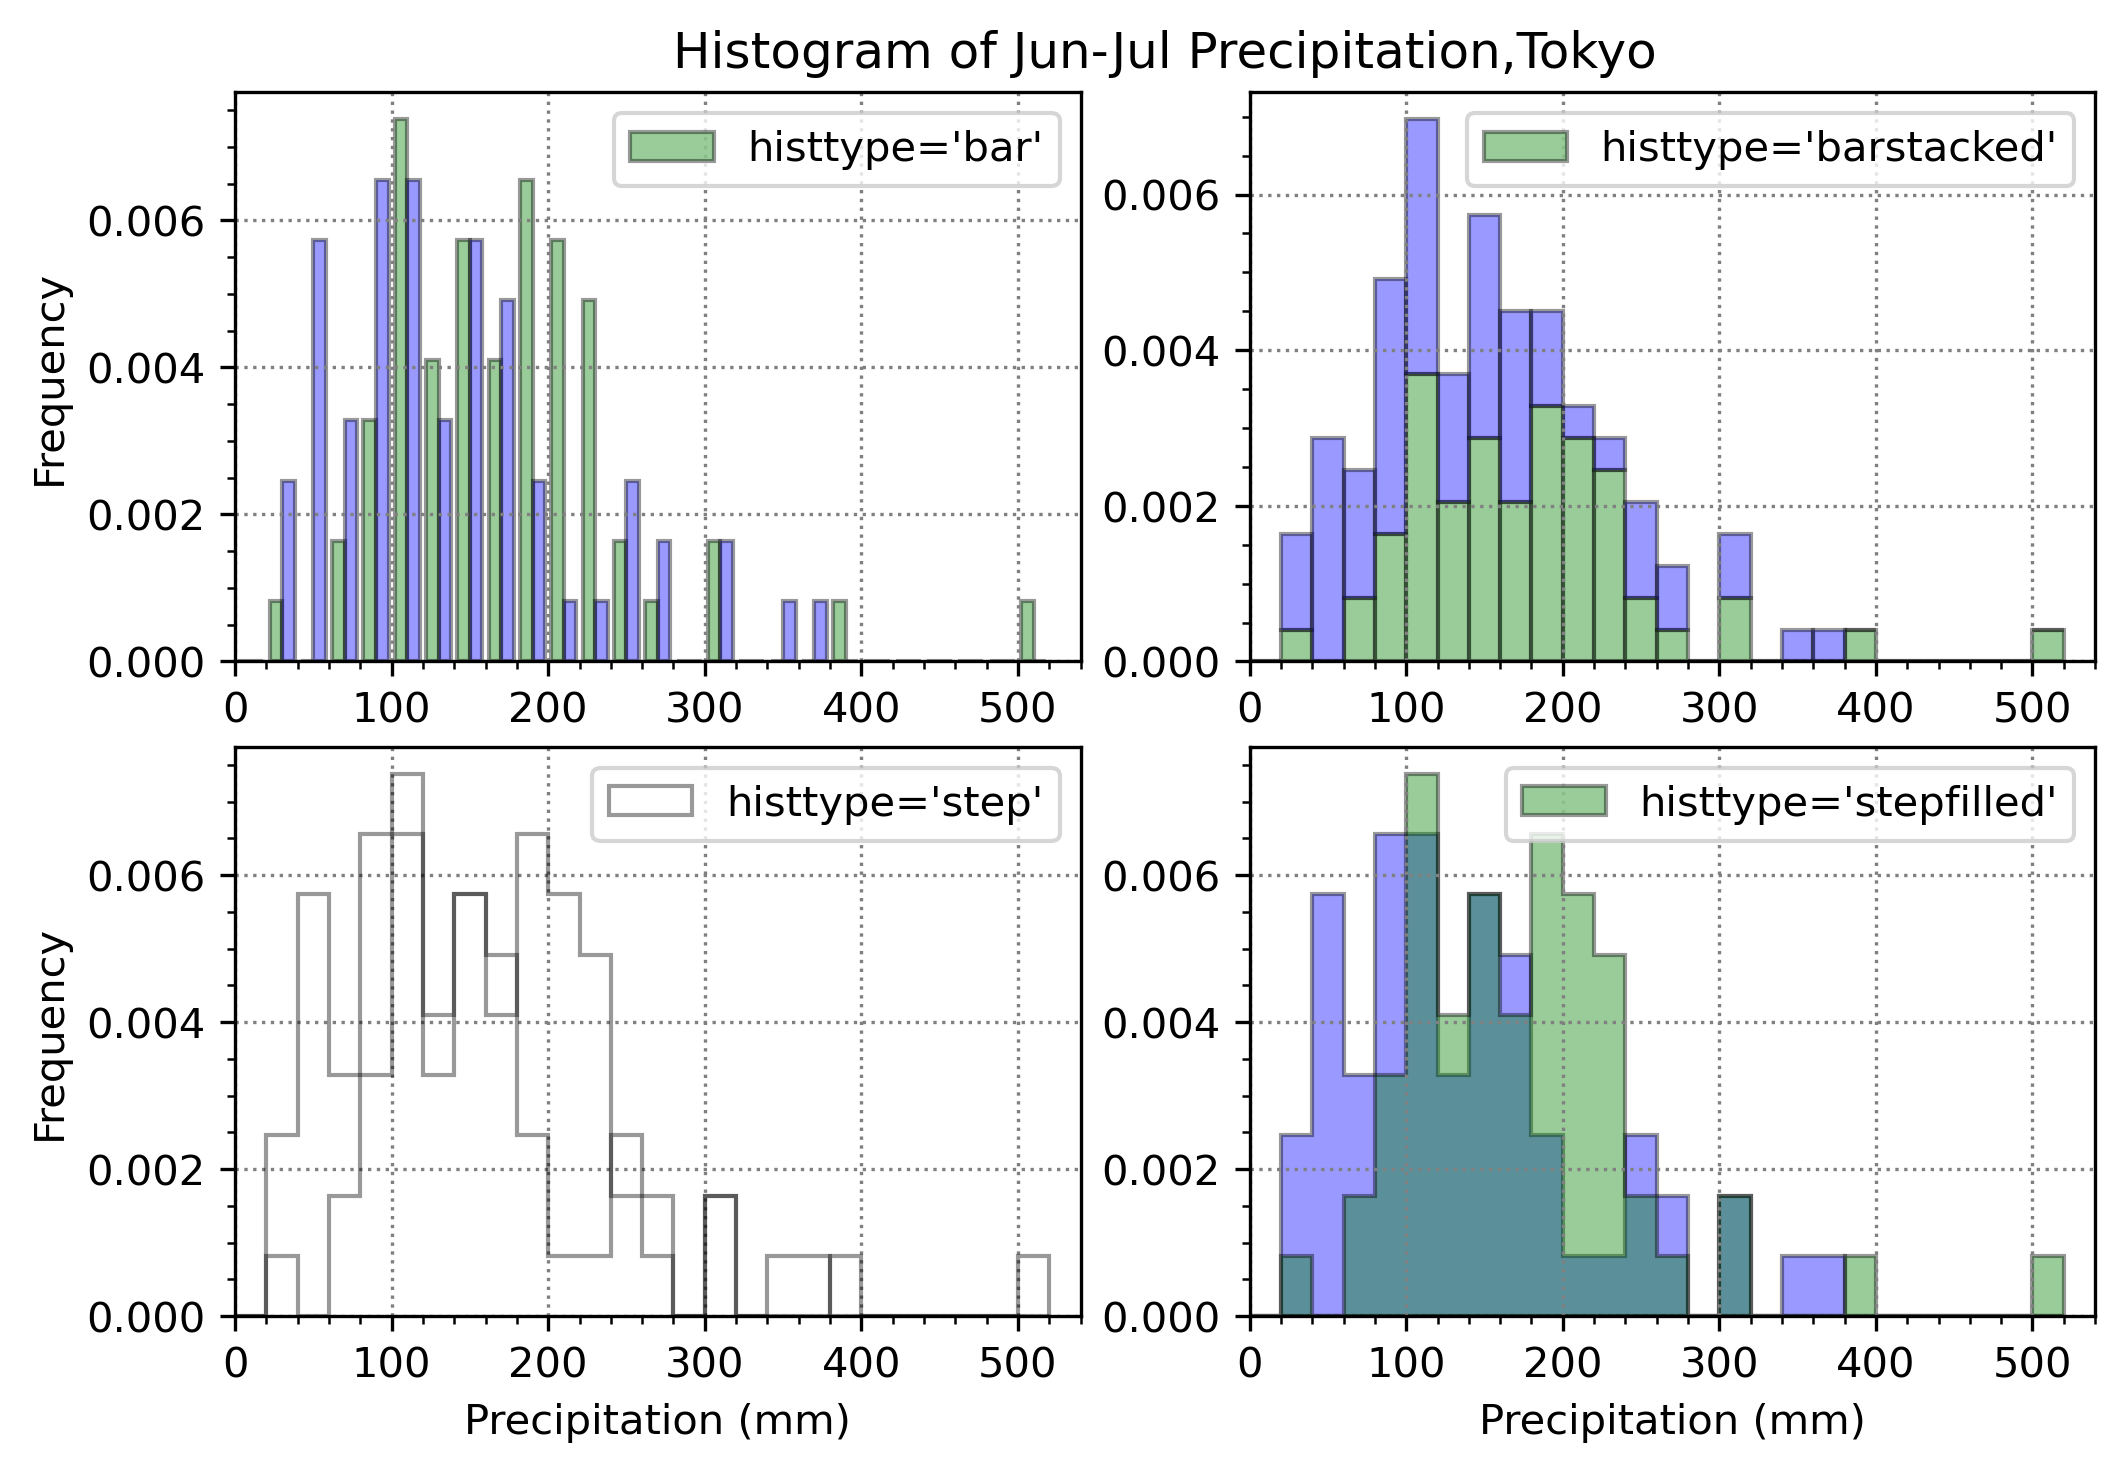 Histogram of Jun-Jul Precipitation,Tokyo
histtype='bar'
Frequency
0.006
0.004
0.002
0.000
0 100 200 300 400 500
histtype='barstacked'
0.006
0.004
0.002
0.000
0 100 200 300 400 500
histtype='step'
Frequency
0.006
0.004
0.002
0.000
0 100 200 300 400 500
Precipitation (mm)
histtype='stepfilled'
0.006
0.004
0.002
0.000
0 100 200 300 400 500
Precipitation (mm)